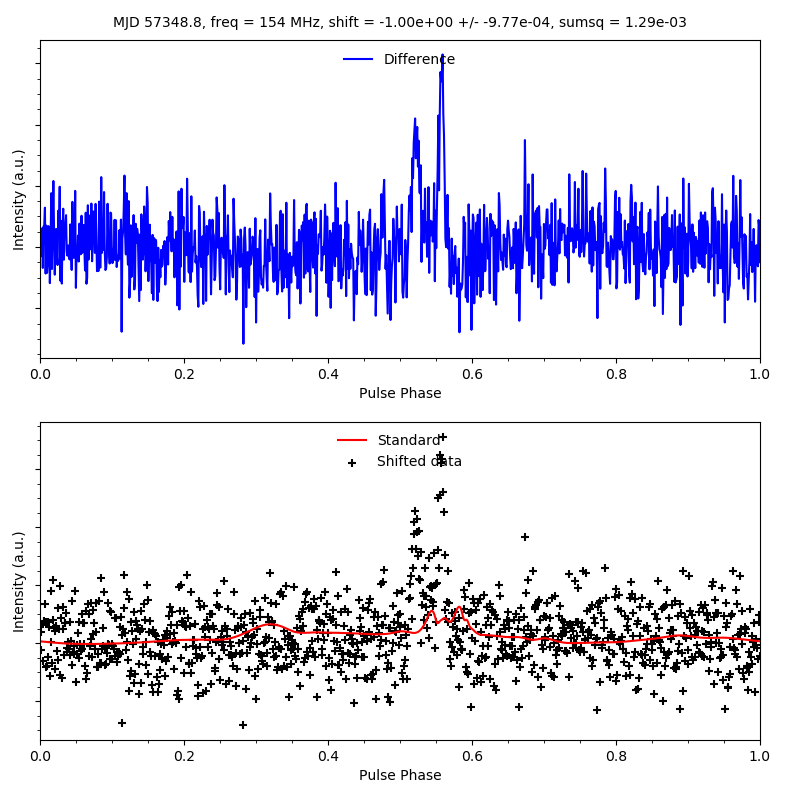 MJD 57348.8, freq = 154 MHz, shift = -1.00e+00 +/- -9.77e-04, sumsq = 1.29e-03
Difference
Intensity (a.u.)
0.0 0.2 0.4 0.6 0.8 1.0
Pulse Phase
Standard
Shifted data
Intensity (a.u.)
0.0 0.2 0.4 0.6 0.8 1.0
Pulse Phase